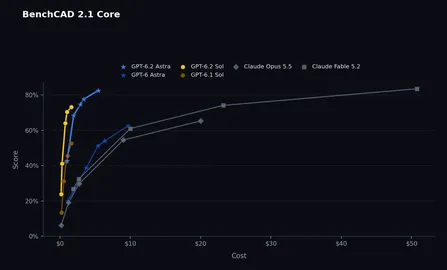 BenchCAD 2.1 Core
GPT-6.2 Astra GPT-6.2 Sol Claude Opus 5.5 Claude Fable 5.2
GPT-6 Astra GPT-6.1 Sol
80%
60%
40%
20%
0%
Score
$0 $10 $20 $30 $40 $50
Cost